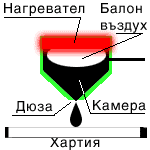 Нагревател
Балон
въздух
Дюза
Камера
Хартия